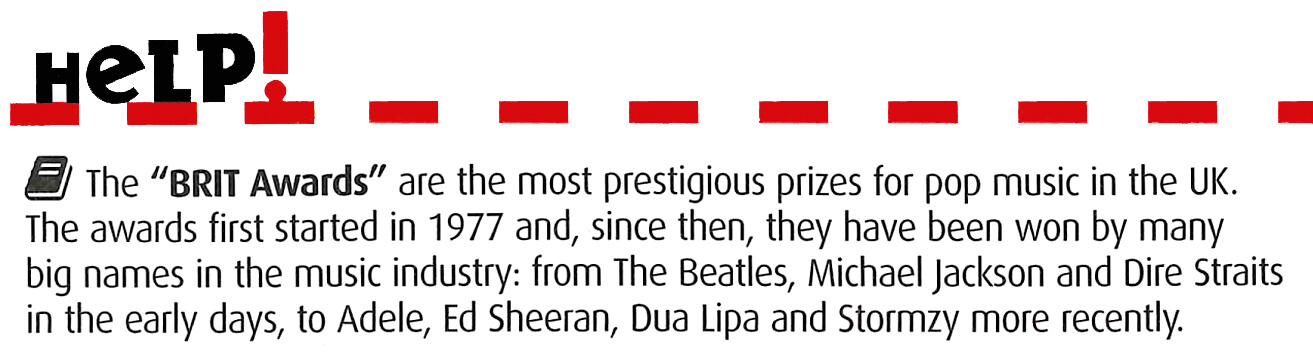 HeLP!
The “BRIT Awards” are the most prestigious prizes for pop music in the UK.
The awards first started in 1977 and, since then, they have been won by many
big names in the music industry: from The Beatles, Michael Jackson and Dire Straits
in the early days, to Adele, Ed Sheeran, Dua Lipa and Stormzy more recently.